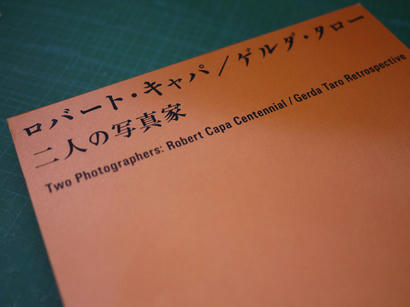 ロバート・キャパ／ゲルダ・タロー
二人の写真家
Two Photographers: Robert Capa Centennial / Gerda Taro Retrospective